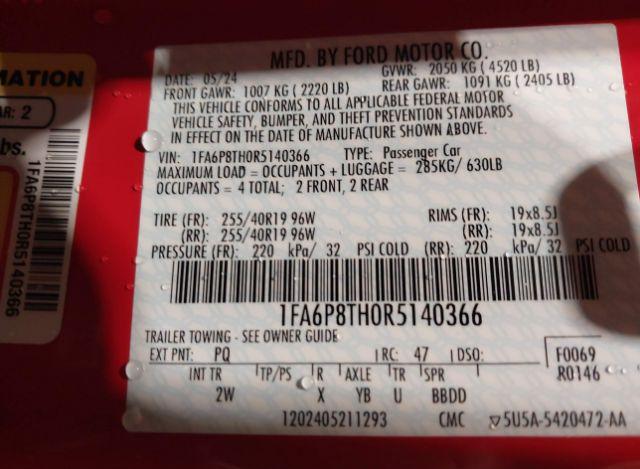 MFD. BY FORD MOTOR CO.
DATE: 05/24 GVWR: 2050 KG ( 4520 LB)
FRONT GAWR: 1007 KG ( 2220 LB) REAR GAWR: 1091 KG ( 2405 LB)
THIS VEHICLE CONFORMS TO ALL APPLICABLE FEDERAL MOTOR
VEHICLE SAFETY, BUMPER, AND THEFT PREVENTION STANDARDS
IN EFFECT ON THE DATE OF MANUFACTURE SHOWN ABOVE.
VIN: 1FA6P8TH0R5140366 TYPE: Passenger Car
MAXIMUM LOAD = OCCUPANTS + LUGGAGE = 285KG/ 630LB
OCCUPANTS = 4 TOTAL; 2 FRONT, 2 REAR
TIRE (FR): 255/40R19 96W RIMS (FR): 19x8.5J
(RR): 255/40R19 96W (RR): 19x8.5J
PRESSURE (FR): 220 kPa/ 32 PSI COLD (RR): 220 kPa/ 32 PSI COLD
1FA6P8TH0R5140366
TRAILER TOWING - SEE OWNER GUIDE
EXT PNT: PQ RC: 47 DSO: F0069
R0146
INT TR TP/PS R AXLE TR SPR
2W X YB U BBDD
1202405211293 CMC 5U5A-5420472-AA
MATION
AR: 2
bs.
1FA6P8TH0R5140366